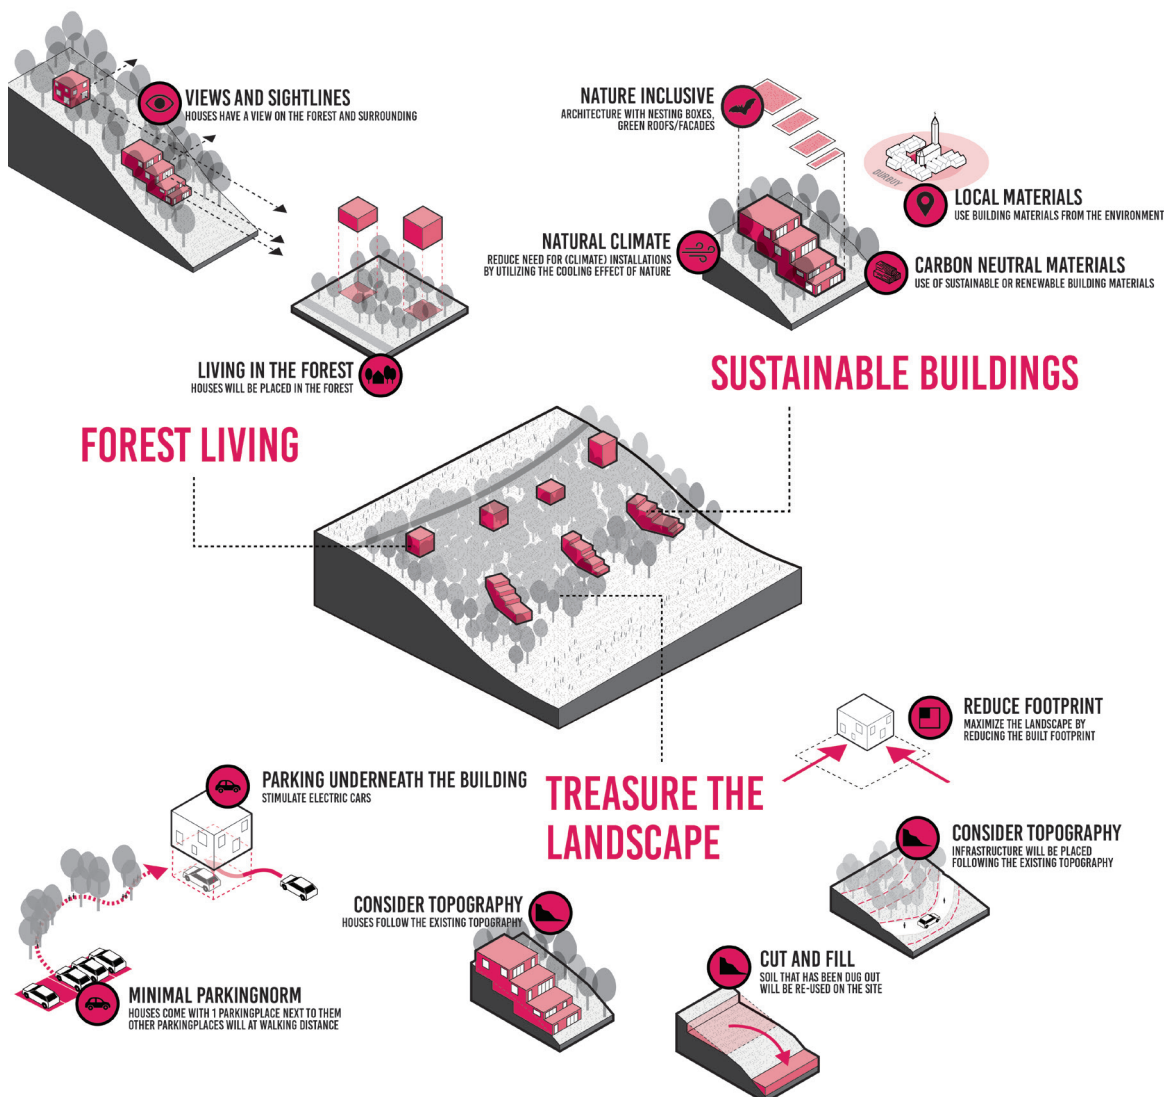 VIEWS AND SIGHTLINES
HOUSES HAVE A VIEW ON THE FOREST AND SURROUNDING
LIVING IN THE FOREST
HOUSES WILL BE PLACED IN THE FOREST
FOREST LIVING
NATURE INCLUSIVE
ARCHITECTURE WITH NESTING BOXES,
GREEN ROOFS/FACADES
DURBUY
LOCAL MATERIALS
USE BUILDING MATERIALS FROM THE ENVIRONMENT
NATURAL CLIMATE
REDUCE NEED FOR (CLIMATE) INSTALLATIONS
BY UTILIZING THE COOLING EFFECT OF NATURE
CARBON NEUTRAL MATERIALS
USE OF SUSTAINABLE OR RENEWABLE BUILDING MATERIALS
SUSTAINABLE BUILDINGS
REDUCE FOOTPRINT
MAXIMIZE THE LANDSCAPE BY
REDUCING THE BUILT FOOTPRINT
PARKING UNDERNEATH THE BUILDING
STIMULATE ELECTRIC CARS
TREASURE THE
LANDSCAPE
CONSIDER TOPOGRAPHY
INFRASTRUCTURE WILL BE PLACED
FOLLOWING THE EXISTING TOPOGRAPHY
CONSIDER TOPOGRAPHY
HOUSES FOLLOW THE EXISTING TOPOGRAPHY
CUT AND FILL
SOIL THAT HAS BEEN DUG OUT
WILL BE RE-USED ON THE SITE
MINIMAL PARKINGNORM
HOUSES COME WITH 1 PARKINGPLACE NEXT TO THEM
OTHER PARKINGPLACES WILL AT WALKING DISTANCE